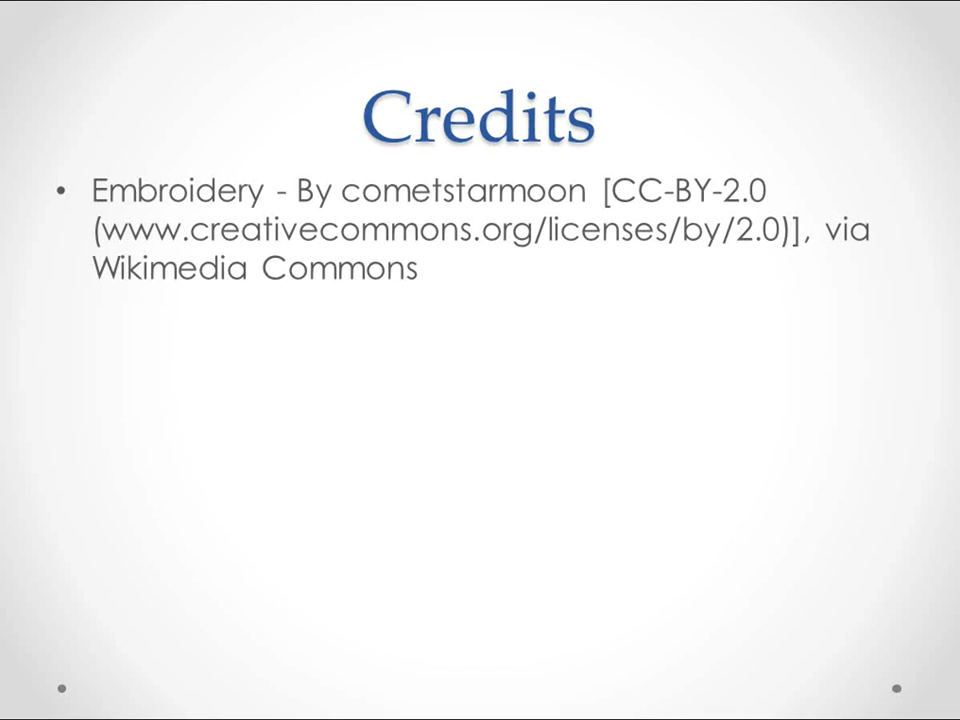 Credits
• Embroidery - By cometstarmoon [CC-BY-2.0
(www.creativecommons.org/licenses/by/2.0)], via
Wikimedia Commons